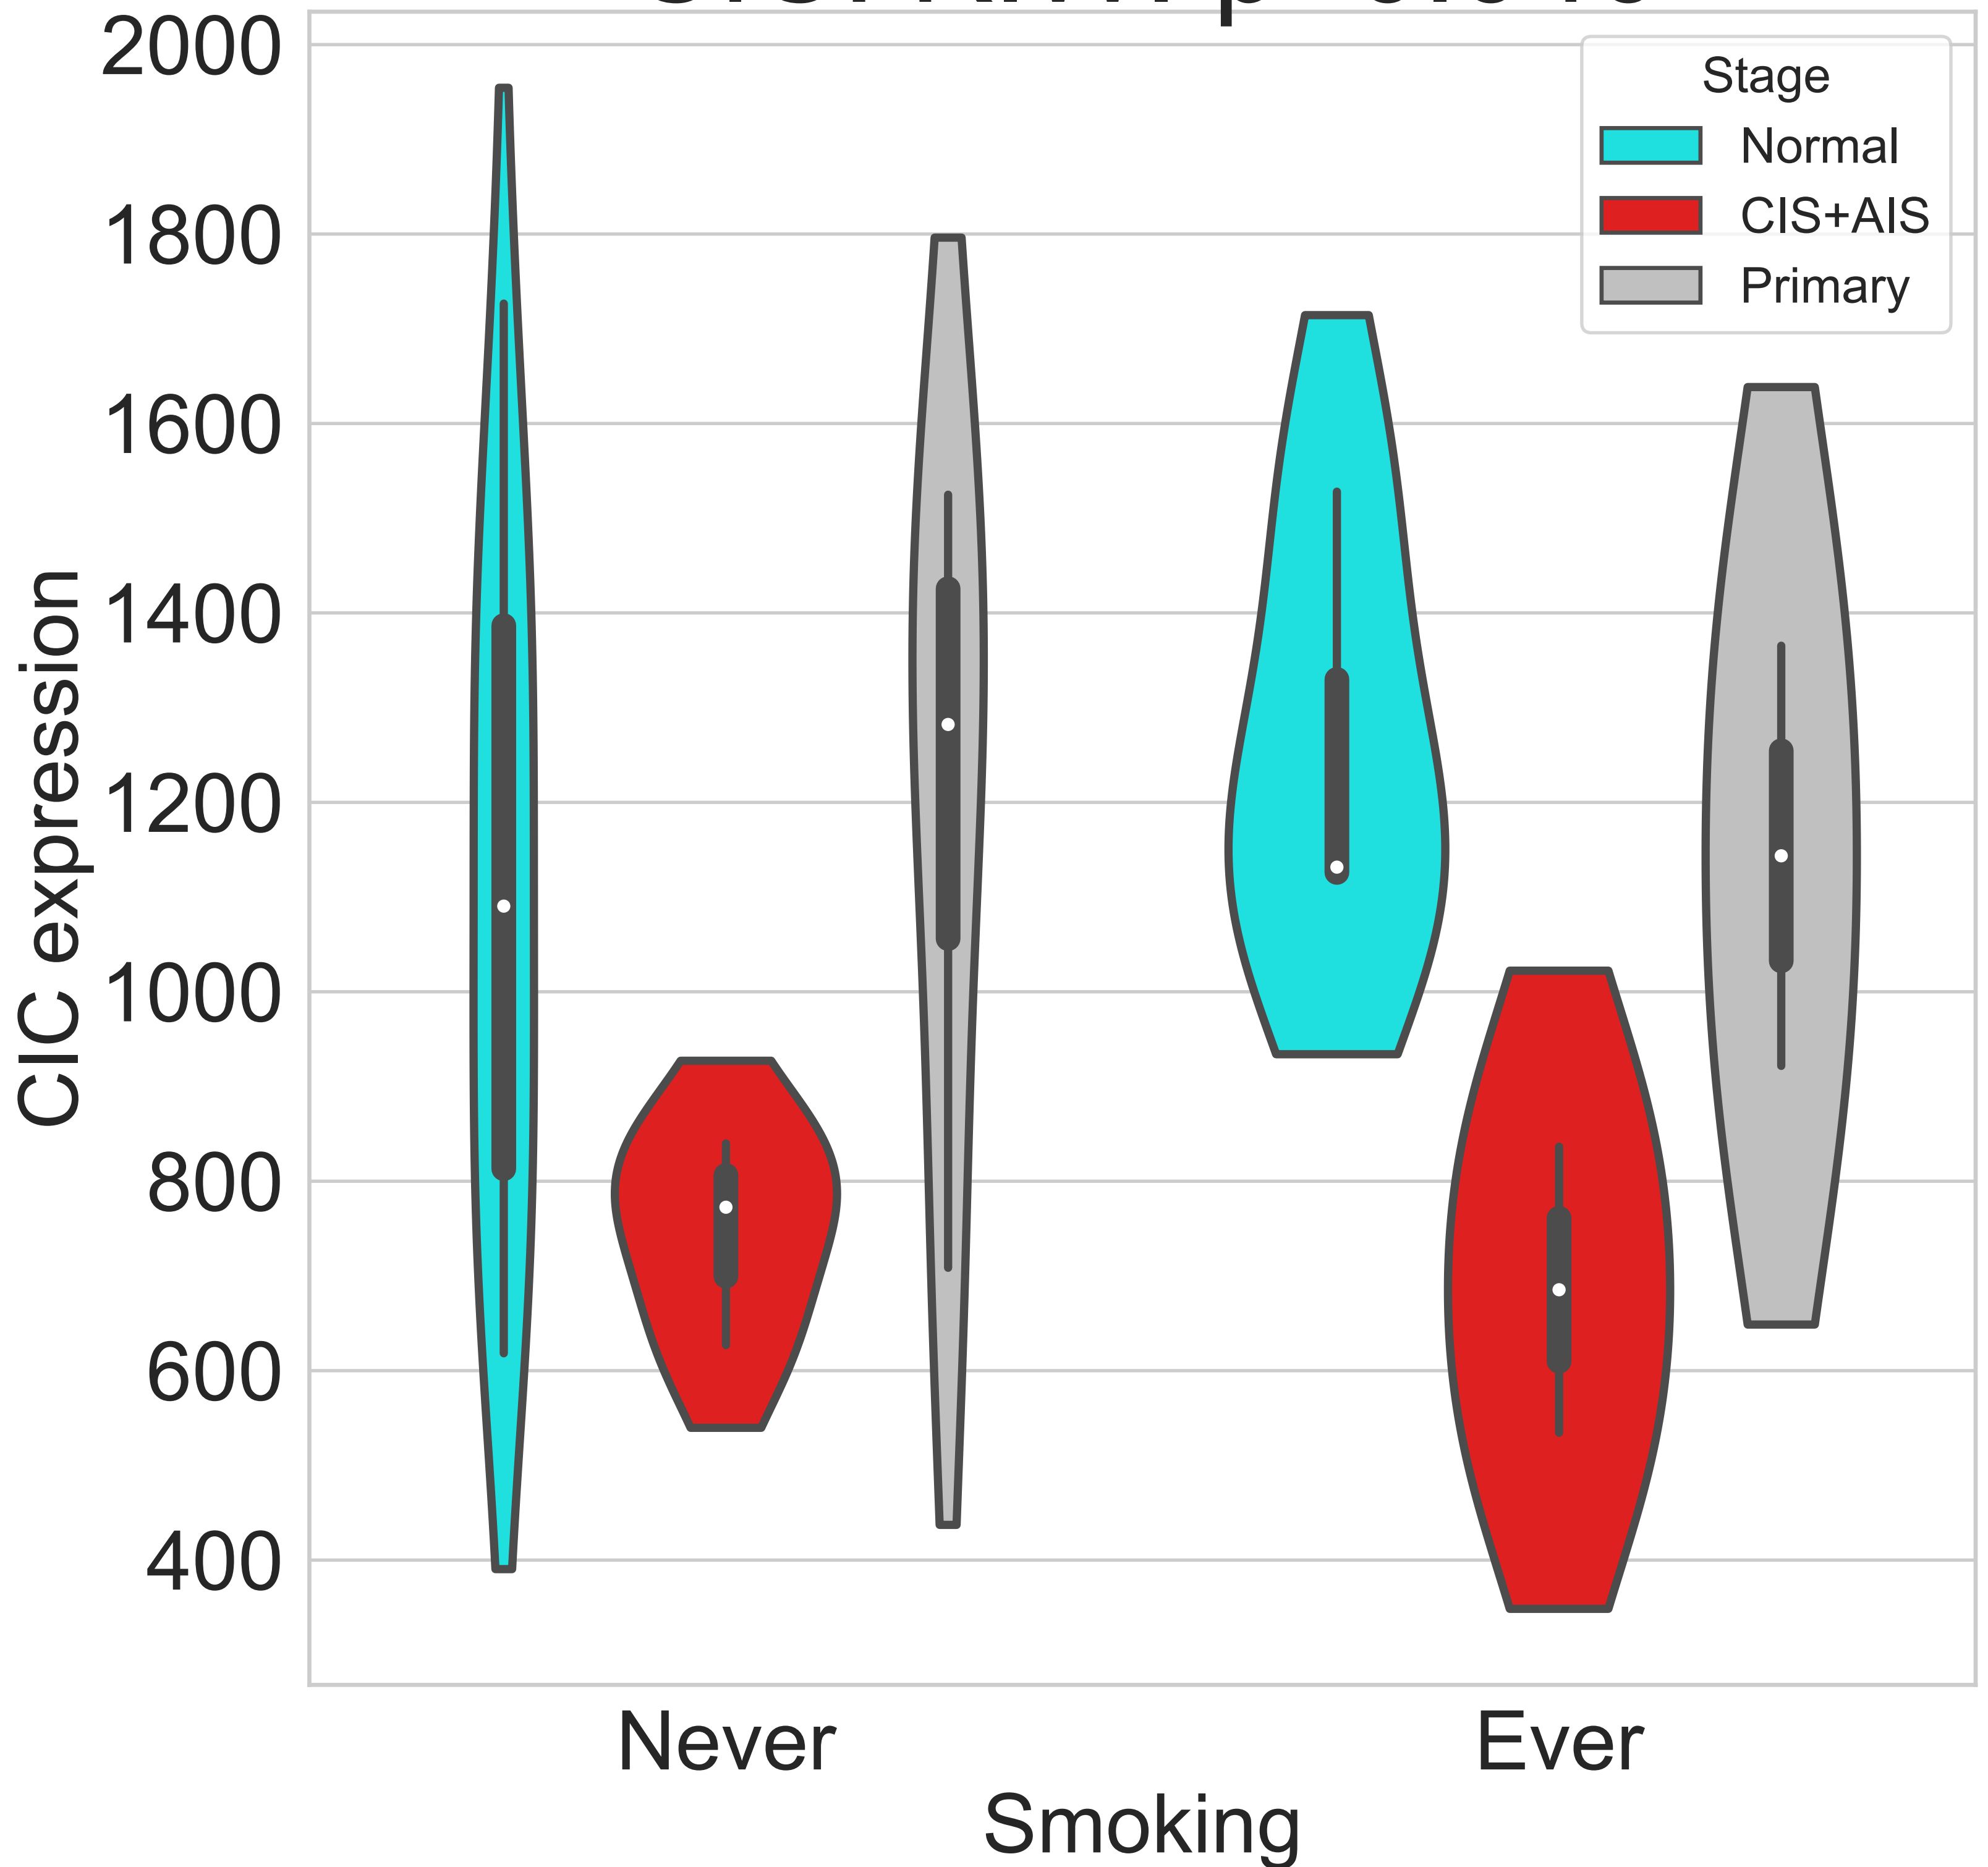 2000
1800
1600
1400
1200
1000
800
600
400
CIC expression
Stage
Normal
CIS+AIS
Primary
Never
Ever
Smoking